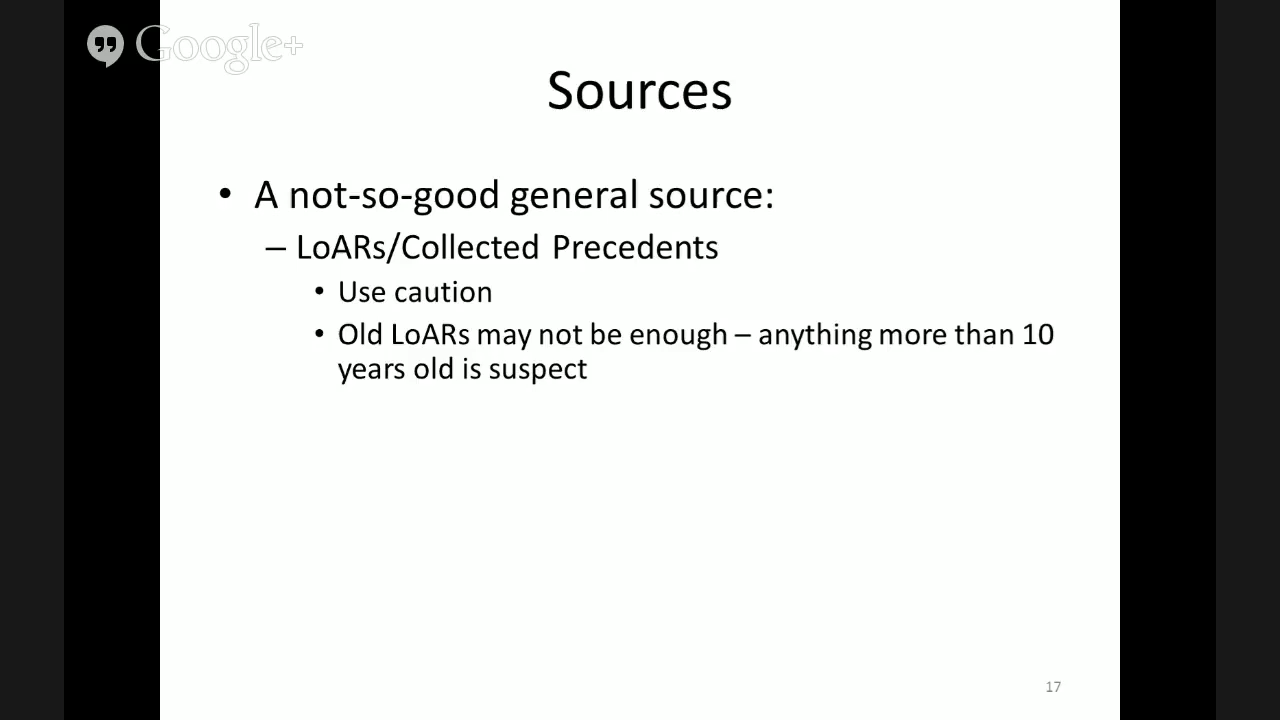 Google+
Sources
• A not-so-good general source:
– LoARs/Collected Precedents
• Use caution
• Old LoARs may not be enough – anything more than 10
years old is suspect
17